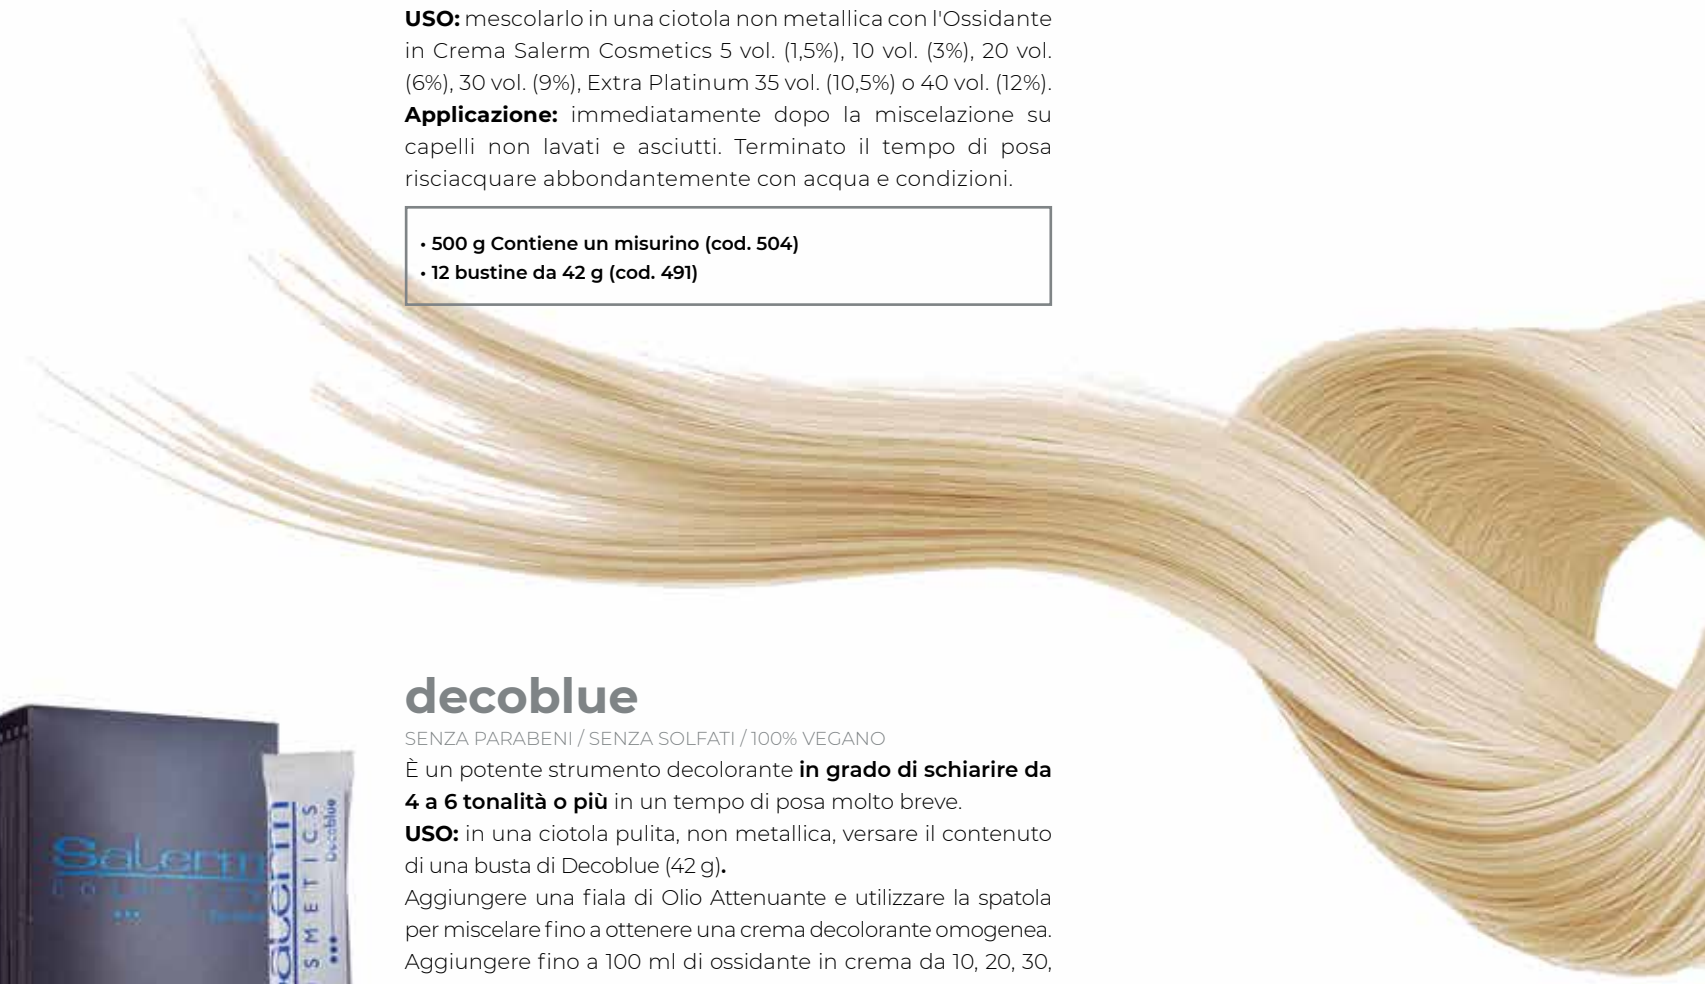 USO: mescolarlo in una ciotola non metallica con l'Ossidante
in Crema Salerm Cosmetics 5 vol. (1,5%), 10 vol. (3%), 20 vol.
(6%), 30 vol. (9%), Extra Platinum 35 vol. (10,5%) o 40 vol. (12%).
Applicazione: immediatamente dopo la miscelazione su
capelli non lavati e asciutti. Terminato il tempo di posa
risciacquare abbondantemente con acqua e condizioni.
• 500 g Contiene un misurino (cod. 504)
• 12 bustine da 42 g (cod. 491)
decoblue
SENZA PARABENI / SENZA SOLFATI / 100% VEGANO
È un potente strumento decolorante in grado di schiarire da
4 a 6 tonalità o più in un tempo di posa molto breve.
USO: in una ciotola pulita, non metallica, versare il contenuto
di una busta di Decoblue (42 g).
Aggiungere una fiala di Olio Attenuante e utilizzare la spatola
per miscelare fino a ottenere una crema decolorante omogenea.
Aggiungere fino a 100 ml di ossidante in crema da 10, 20, 30,
Salerm
Decoblue